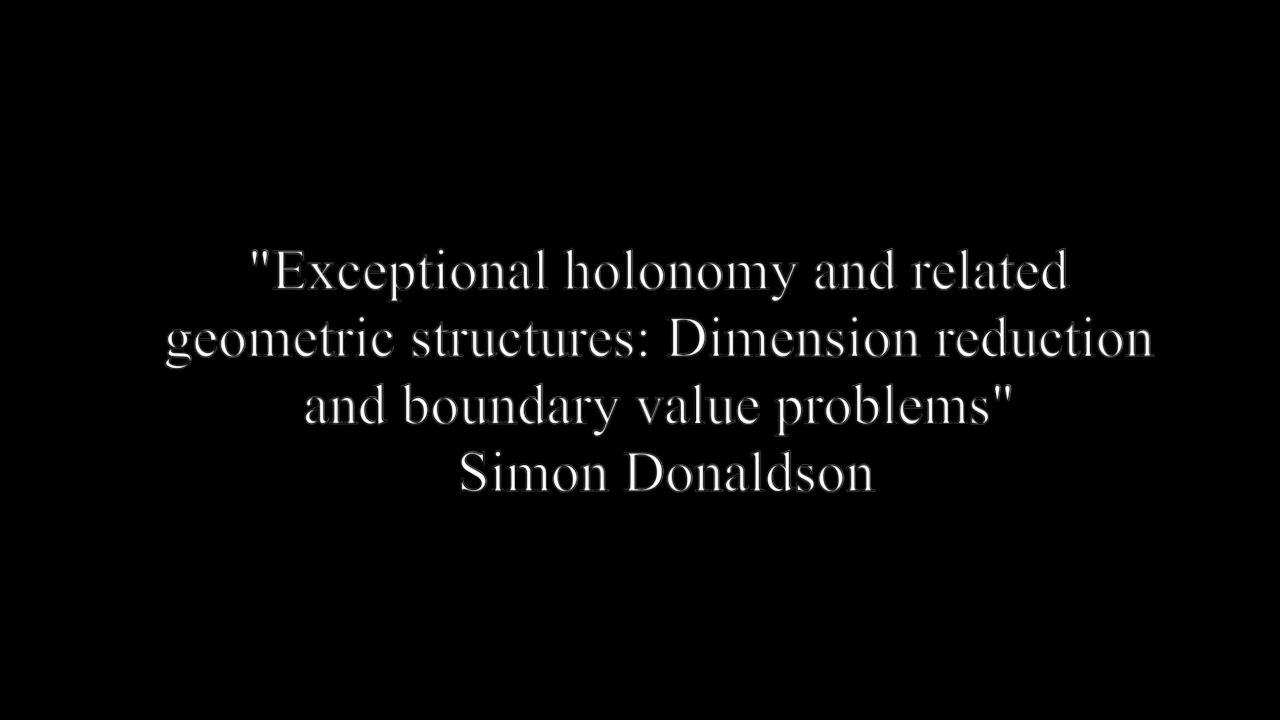 "Exceptional holonomy and related
geometric structures: Dimension reduction
and boundary value problems"
Simon Donaldson